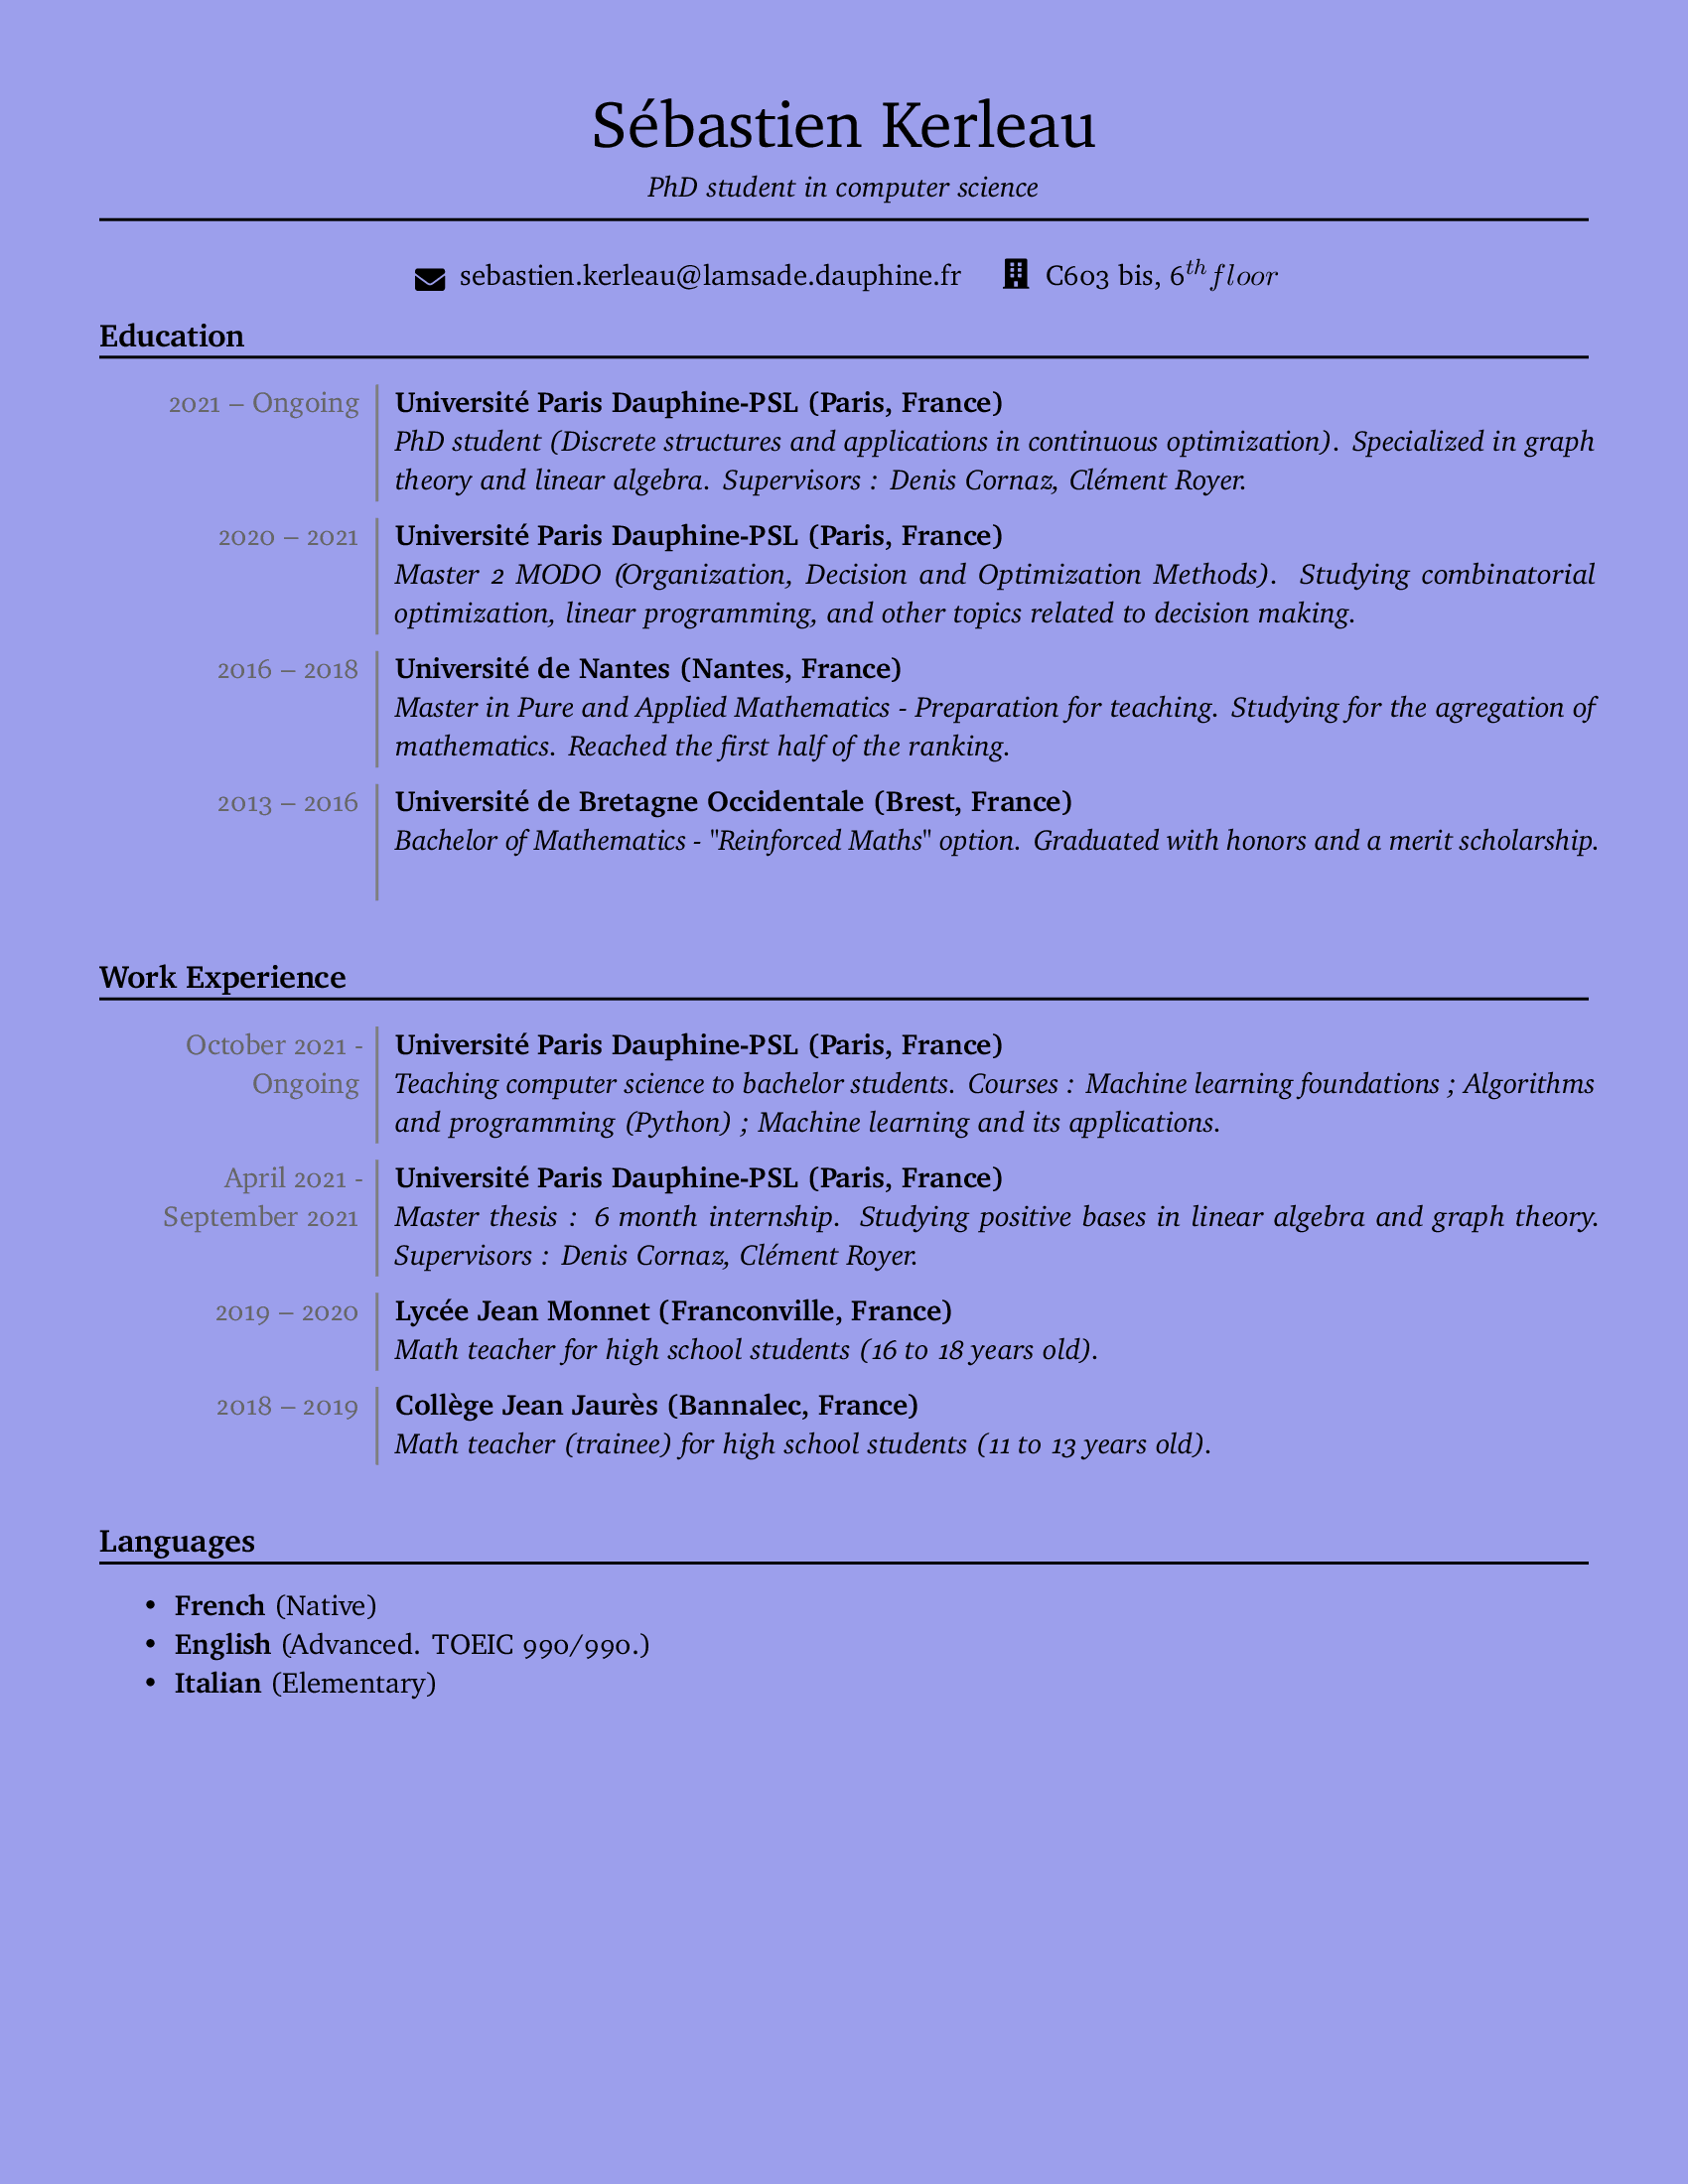 Sébastien Kerleau
PhD student in computer science
sebastien.kerleau@lamsade.dauphine.fr C603 bis, 6th floor
Education
2021 – Ongoing Université Paris Dauphine-PSL (Paris, France)
PhD student (Discrete structures and applications in continuous optimization). Specialized in graph
theory and linear algebra. Supervisors : Denis Cornaz, Clément Royer.
2020 – 2021 Université Paris Dauphine-PSL (Paris, France)
Master 2 MODO (Organization, Decision and Optimization Methods). Studying combinatorial
optimization, linear programming, and other topics related to decision making.
2016 – 2018 Université de Nantes (Nantes, France)
Master in Pure and Applied Mathematics - Preparation for teaching. Studying for the agregation of
mathematics. Reached the first half of the ranking.
2013 – 2016 Université de Bretagne Occidentale (Brest, France)
Bachelor of Mathematics - "Reinforced Maths" option. Graduated with honors and a merit scholarship.
Work Experience
October 2021 - Université Paris Dauphine-PSL (Paris, France)
Ongoing Teaching computer science to bachelor students. Courses : Machine learning foundations ; Algorithms
and programming (Python) ; Machine learning and its applications.
April 2021 - Université Paris Dauphine-PSL (Paris, France)
September 2021 Master thesis : 6 month internship. Studying positive bases in linear algebra and graph theory.
Supervisors : Denis Cornaz, Clément Royer.
2019 – 2020 Lycée Jean Monnet (Franconville, France)
Math teacher for high school students (16 to 18 years old).
2018 – 2019 Collège Jean Jaurès (Bannalec, France)
Math teacher (trainee) for high school students (11 to 13 years old).
Languages
• French (Native)
• English (Advanced. TOEIC 990/990.)
• Italian (Elementary)